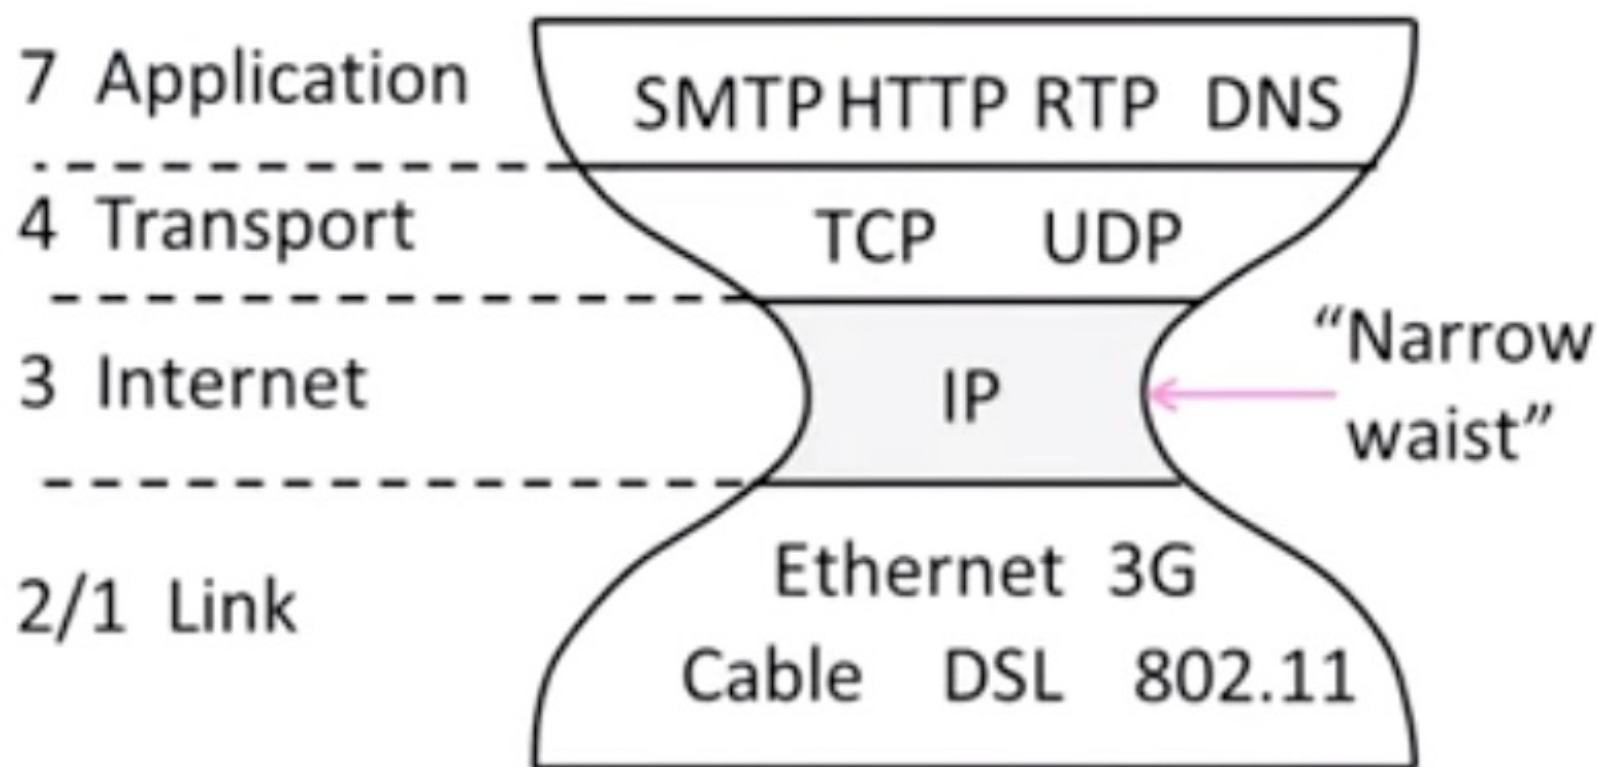 7 Application
SMTP HTTP RTP DNS
4 Transport
TCP UDP
3 Internet
IP
“Narrow
waist”
2/1 Link
Ethernet 3G
Cable DSL 802.11